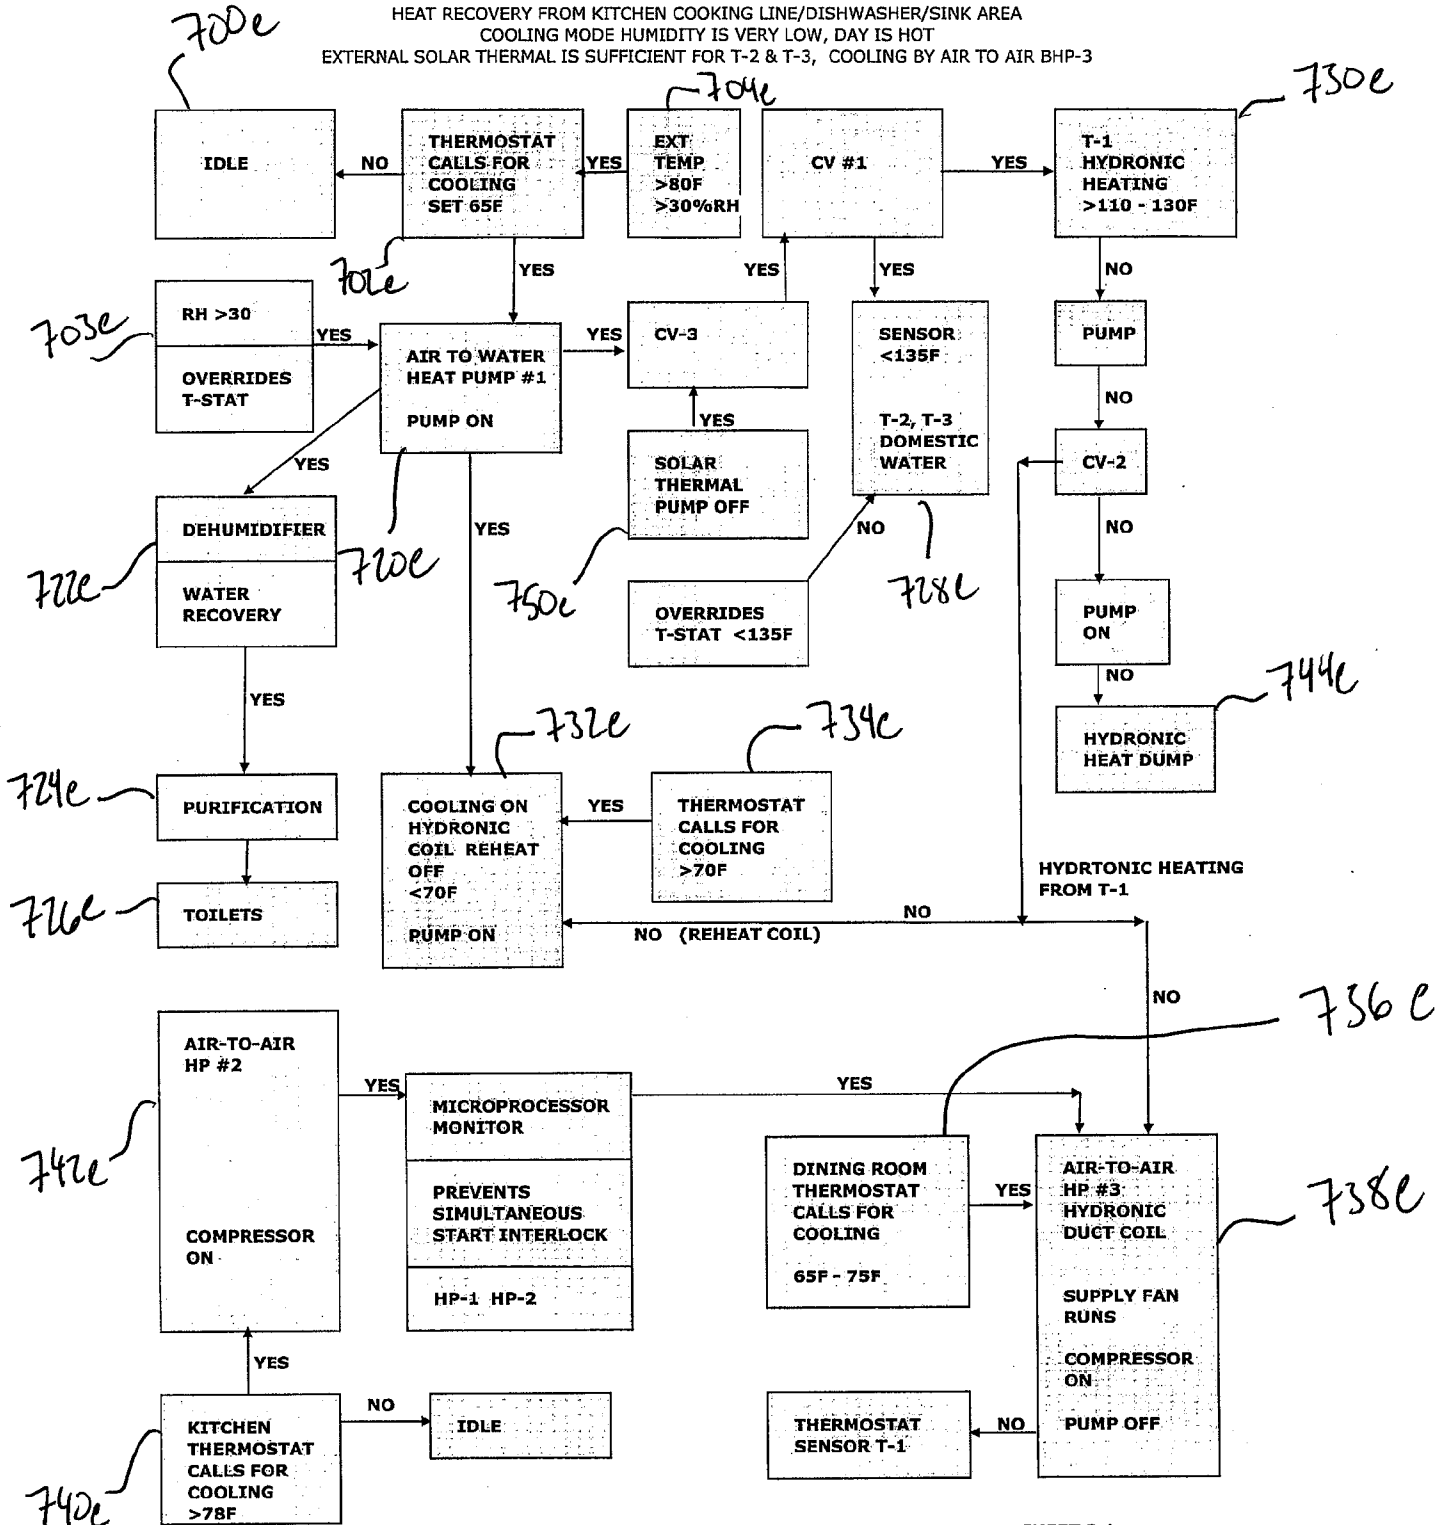 HEAT RECOVERY FROM KITCHEN COOKING LINE/DISHWASHER/SINK AREA
COOLING MODE HUMIDITY IS VERY LOW, DAY IS HOT
EXTERNAL SOLAR THERMAL IS SUFFICIENT FOR T-2 & T-3, COOLING BY AIR TO AIR BHP-3
700e
704e
730e
IDLE
NO
THERMOSTAT
CALLS FOR
COOLING
SET 65F
YES
EXT
TEMP
>80F
>30%RH
CV #1
YES
T-1
HYDRONIC
HEATING
>110 - 130F
702e
YES
YES
YES
NO
703e
RH >30
OVERRIDES
T-STAT
YES
AIR TO WATER
HEAT PUMP #1
PUMP ON
YES
CV-3
SENSOR
<135F
T-2, T-3
DOMESTIC
WATER
PUMP
NO
YES
YES
SOLAR
THERMAL
PUMP OFF
CV-2
722e
DEHUMIDIFIER
WATER
RECOVERY
720e
YES
750e
NO
728e
NO
OVERRIDES
T-STAT <135F
PUMP
ON
NO
YES
744e
HYDRONIC
HEAT DUMP
732e
734e
724e
PURIFICATION
COOLING ON
HYDRONIC
COIL REHEAT
OFF
<70F
PUMP ON
YES
THERMOSTAT
CALLS FOR
COOLING
>70F
726e
TOILETS
HYDRTONIC HEATING
FROM T-1
NO
NO (REHEAT COIL)
NO
736e
742e
AIR-TO-AIR
HP #2
COMPRESSOR
ON
YES
MICROPROCESSOR
MONITOR
PREVENTS
SIMULTANEOUS
START INTERLOCK
HP-1 HP-2
YES
DINING ROOM
THERMOSTAT
CALLS FOR
COOLING
65F - 75F
YES
AIR-TO-AIR
HP #3
HYDRONIC
DUCT COIL
SUPPLY FAN
RUNS
COMPRESSOR
ON
PUMP OFF
738e
YES
740e
KITCHEN
THERMOSTAT
CALLS FOR
COOLING
>78F
NO
IDLE
THERMOSTAT
SENSOR T-1
NO